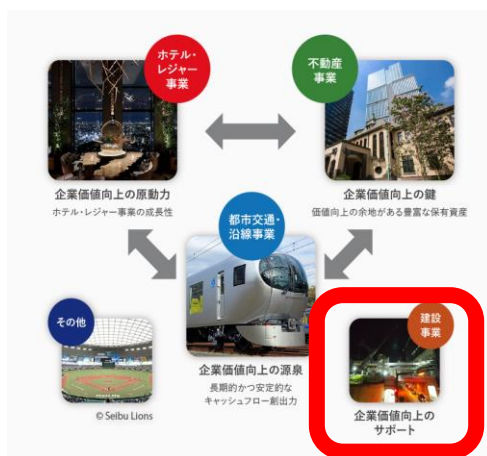 ホテル・
レジャー
事業
不動産
事業
企業価値向上の原動力
ホテル・レジャー事業の成長性
企業価値向上の鍵
価値向上の余地がある豊富な保有資産
都市交通・
沿線事業
その他
建設
事業
企業価値向上の源泉
長期的かつ安定的な
キャッシュフロー創出力
© Seibu Lions
企業価値向上の
サポート